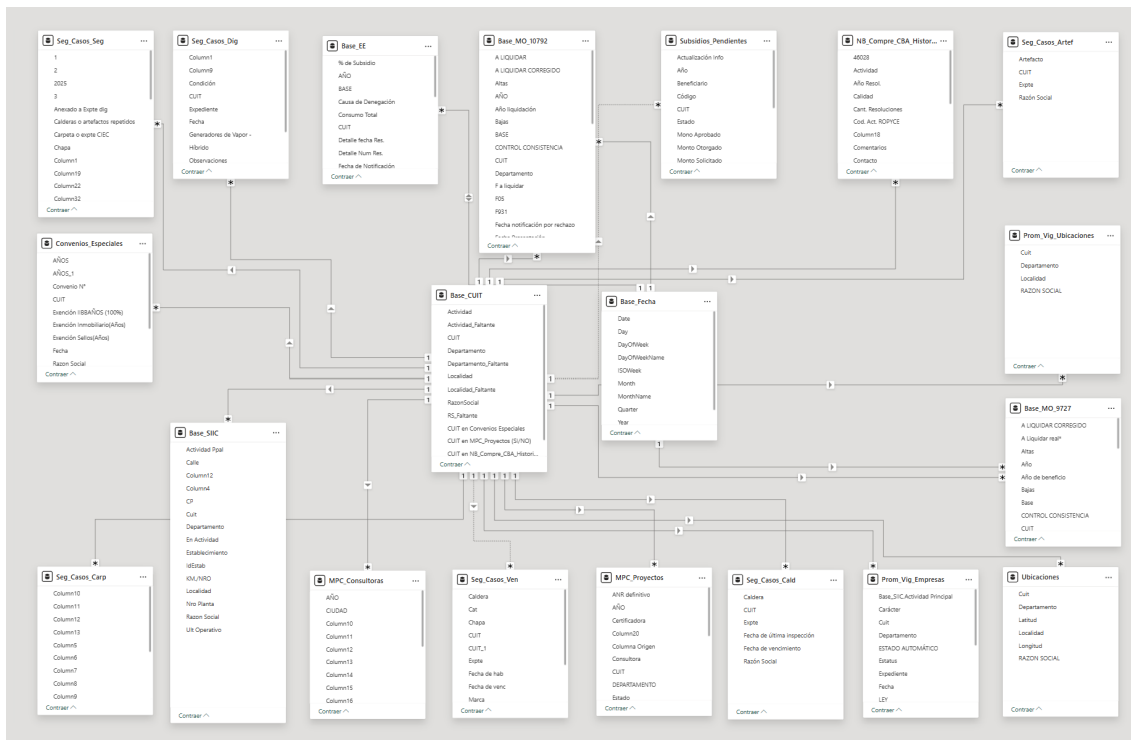 Seg_Casos_Seg
1
2
2025
3
Anexado a Expte dig
Calderas o artefactos repetidos
Carpeta o expte CIEC
Chapa
Column1
Column19
Column22
Column32
Contraer
Seg_Casos_Dig
Column1
Column9
Condición
CUIT
Expediente
Fecha
Generadores de Vapor -
Híbrido
Observaciones
Contraer
Base_EE
% de Subsidio
AÑO
BASE
Causa de Denegación
Consumo Total
CUIT
Detalle fecha Res.
Detalle Num Res.
Fecha de Notificación
Contraer
Base_MO_10792
A LIQUIDAR
A LIQUIDAR CORREGIDO
Altas
AÑO
Año liquidación
Bajas
BASE
CONTROL CONSISTENCIA
CUIT
Departamento
F a liquidar
F05
F931
Fecha notificación por rechazo
Fecha Presentación
Contraer
Subsidios_Pendientes
Actualización Info
Año
Beneficiario
Código
CUIT
Estado
Mono Aprobado
Monto Otorgado
Monto Solicitado
Contraer
NB_Compre_CBA_Histor...
46028
Actividad
Año Resol.
Calidad
Cant. Resoluciones
Cod. Act. ROPYCE
Column18
Comentarios
Contacto
Contraer
Seg_Casos_Artef
Artefacto
CUIT
Expte
Razón Social
Contraer
Convenios_Especiales
AÑOS
AÑOS_1
Convenio N°
CUIT
Exención IIBBAÑOS (100%)
Exención Inmobiliario(Años)
Exención Sellos(Años)
Fecha
Razon Social
Contraer
Base_CUIT
Actividad
Actividad_Faltante
CUIT
Departamento
Departamento_Faltante
Localidad
Localidad_Faltante
RazonSocial
RS_Faltante
CUIT en Convenios Especiales
CUIT en MPC_Proyectos (SI/NO)
CUIT en NB_Compre_CBA_Histori...
Contraer
Base_Fecha
Date
Day
DayOfWeek
DayOfWeekName
ISOWeek
Month
MonthName
Quarter
Year
Contraer
Prom_Vig_Ubicaciones
Cuit
Departamento
Localidad
RAZON SOCIAL
Contraer
Base_SIIC
Actividad Ppal
Calle
Column12
Column4
CP
Cuit
Departamento
En Actividad
Establecimiento
IdEstab
KM/NRO
Localidad
Nro Planta
Razon Social
Ult Operativo
Contraer
Base_MO_9727
A LIQUIDAR CORREGIDO
A Liquidar real*
Altas
Año
Año de beneficio
Bajas
Base
CONTROL CONSISTENCIA
CUIT
Contraer
Seg_Casos_Carp
Column10
Column11
Column12
Column13
Column5
Column6
Column7
Column8
Column9
Contraer
MPC_Consultoras
AÑO
CIUDAD
Column10
Column11
Column12
Column13
Column14
Column15
Column16
Contraer
Seg_Casos_Ven
Caldera
Cat
Chapa
CUIT
CUIT_1
Expte
Fecha de hab
Fecha de venc
Marca
Contraer
MPC_Proyectos
ANR definitivo
AÑO
Certificadora
Column20
Columna Origen
Consultora
CUIT
DEPARTAMENTO
Estado
Contraer
Seg_Casos_Cald
Caldera
CUIT
Expte
Fecha de última inspección
Fecha de vencimiento
Razón Social
Contraer
Prom_Vig_Empresas
Base_SIIC.Actividad Principal
Carácter
Cuit
Departamento
ESTADO AUTOMÁTICO
Estatus
Expediente
Fecha
LEY
Contraer
Ubicaciones
Cuit
Departamento
Latitud
Localidad
Longitud
RAZON SOCIAL
Contraer